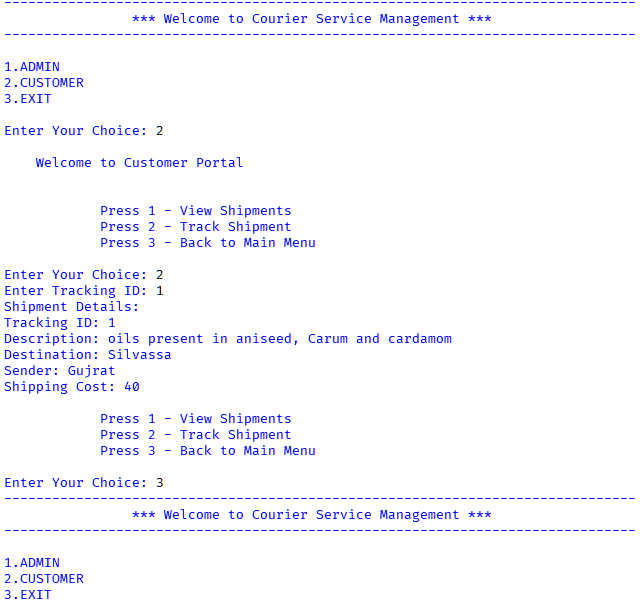 -------------------------------------------------------------------------------
*** Welcome to Courier Service Management ***
-------------------------------------------------------------------------------
1.ADMIN
2.CUSTOMER
3.EXIT
Enter Your Choice: 2
Welcome to Customer Portal
Press 1 - View Shipments
Press 2 - Track Shipment
Press 3 - Back to Main Menu
Enter Your Choice: 2
Enter Tracking ID: 1
Shipment Details:
Tracking ID: 1
Description: oils present in aniseed, Carum and cardamom
Destination: Silvassa
Sender: Gujrat
Shipping Cost: 40
Press 1 - View Shipments
Press 2 - Track Shipment
Press 3 - Back to Main Menu
Enter Your Choice: 3
-------------------------------------------------------------------------------
*** Welcome to Courier Service Management ***
-------------------------------------------------------------------------------
1.ADMIN
2.CUSTOMER
3.EXIT